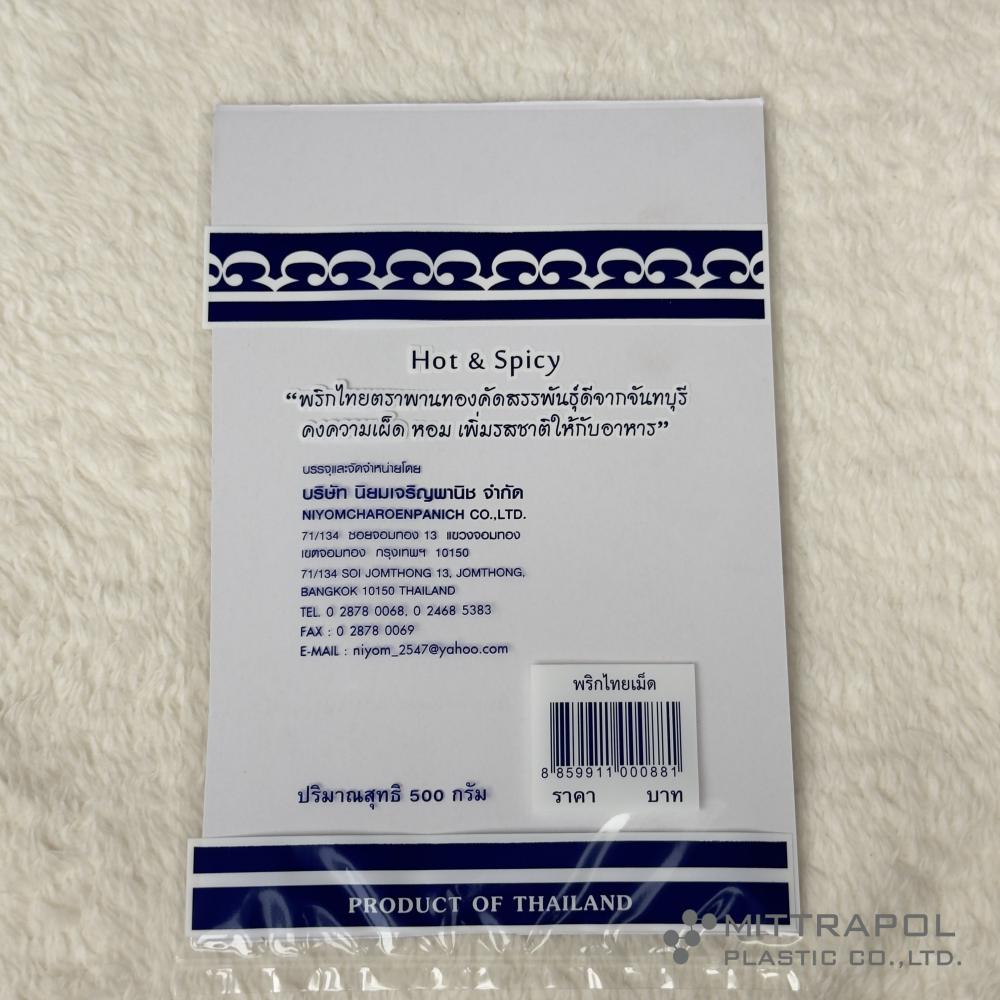 Hot & Spicy
“พริกไทยตราพานทองคัดสรรพันธุ์ดีจากจันทบุรี
คงความเผ็ด หอม เพิ่มรสชาติให้กับอาหาร”
บรรจุและจัดจำหน่ายโดย
บริษัท นิยมเจริญพานิช จำกัด
NIYOMCHAROENPANICH CO.,LTD.
71/134 ซอยจอมทอง 13 แขวงจอมทอง
เขตจอมทอง กรุงเทพฯ 10150
71/134 SOI JOMTHONG 13, JOMTHONG,
BANGKOK 10150 THAILAND
TEL. 0 2878 0068, 0 2468 5383
FAX : 0 2878 0069
E-MAIL : niyom_2547@yahoo.com
พริกไทยเม็ด
8 859911 000881
ราคา บาท
ปริมาณสุทธิ 500 กรัม
PRODUCT OF THAILAND
MITTRAPOL
PLASTIC CO.,LTD.